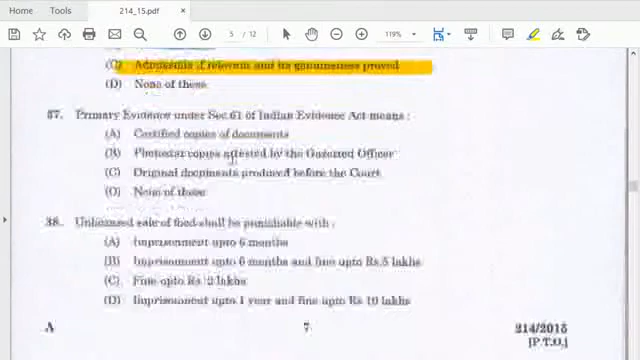 Home Tools 214_15.pdf ×
5 / 12 119%
(C) Admissible if relevant and its genuineness proved
(D) None of these
37. Primary Evidence under Sec.61 of Indian Evidence Act means :
(A) Certified copies of documents
(B) Photostat copies attested by the Gazetted Officer
(C) Original documents produced before the Court
(D) None of these
38. Unlicensed sale of food shall be punishable with :
(A) Imprisonment upto 6 months
(B) Imprisonment upto 6 months and fine upto Rs.5 lakhs
(C) Fine upto Rs. 2 lakhs
(D) Imprisonment upto 1 year and fine upto Rs 10 lakhs
A 7 214/2015
[P.T.O.]